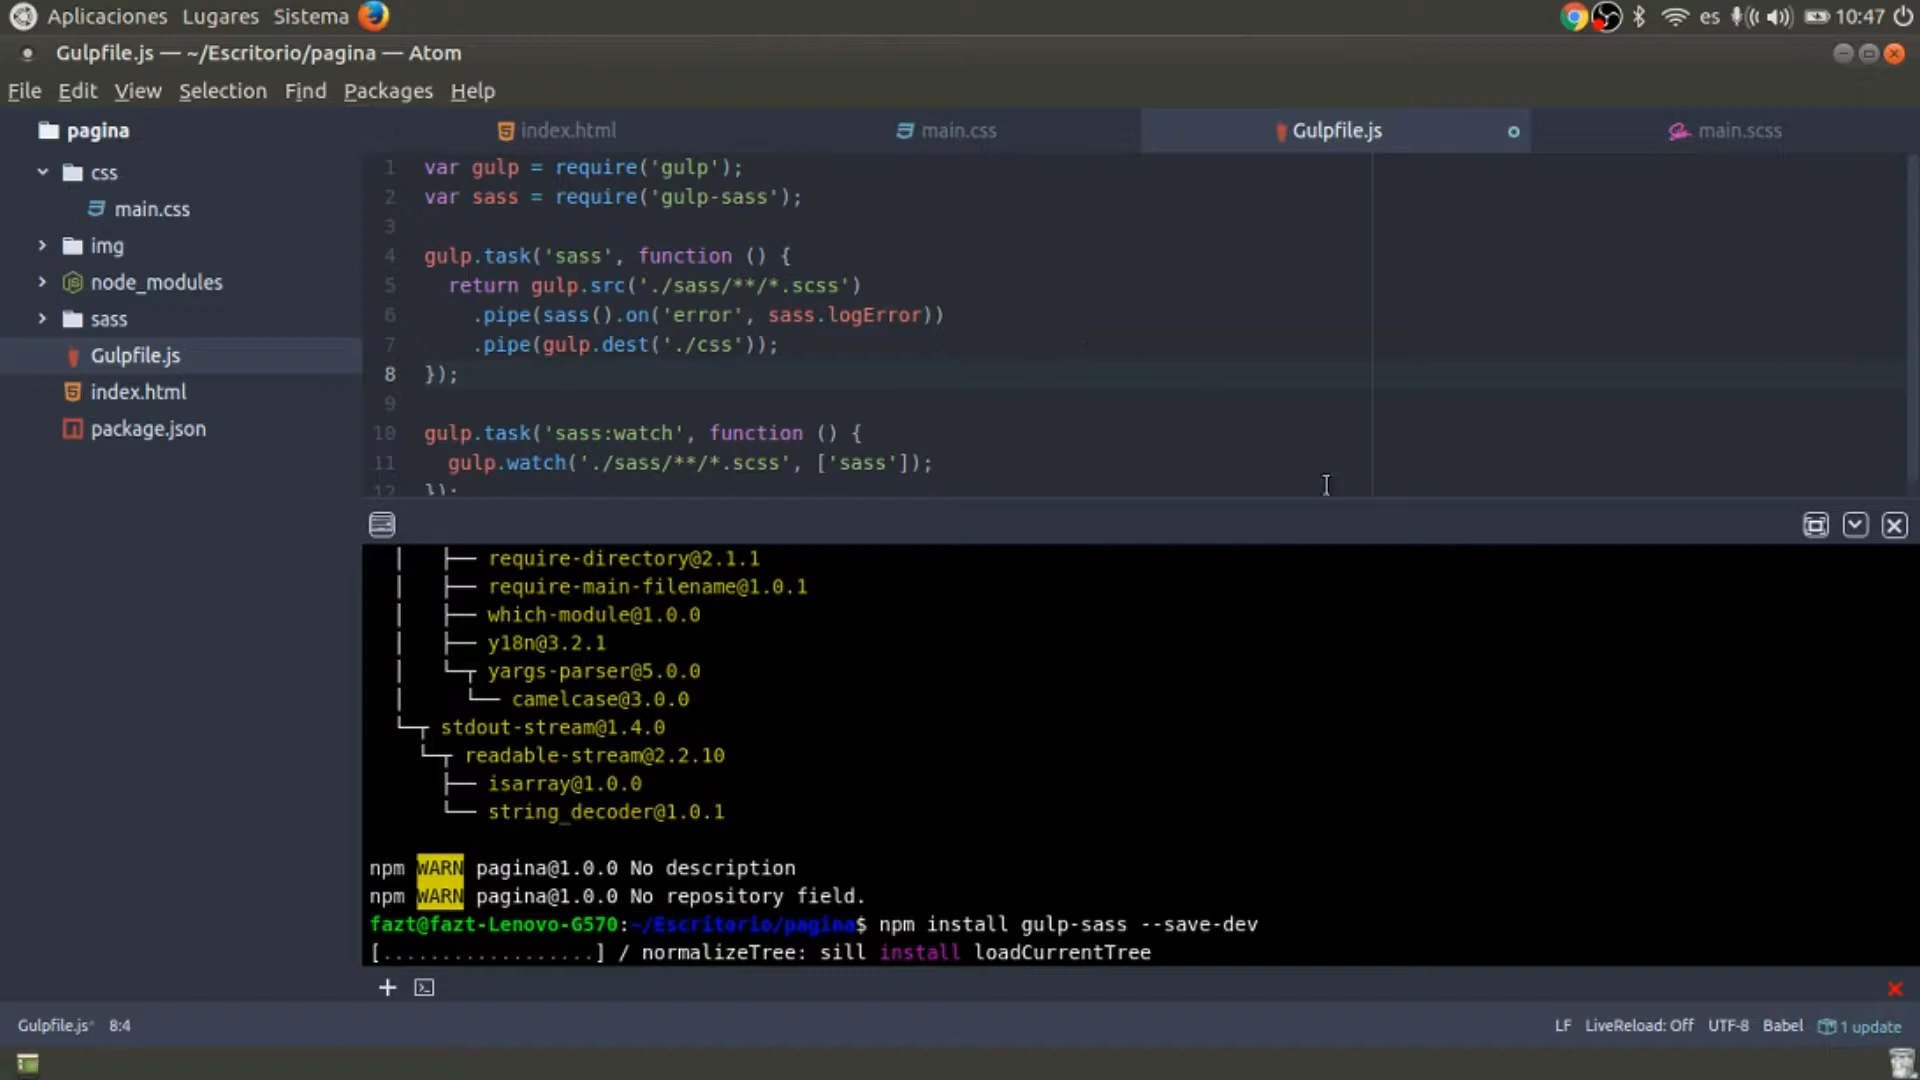 Aplicaciones Lugares Sistema es 10:47
Gulpfile.js — ~/Escritorio/pagina — Atom
File Edit View Selection Find Packages Help
pagina
css
main.css
img
node_modules
sass
Gulpfile.js
index.html
package.json
index.html main.css Gulpfile.js main.scss
1 var gulp = require('gulp');
2 var sass = require('gulp-sass');
3
4 gulp.task('sass', function () {
5 return gulp.src('./sass/**/*.scss')
6 .pipe(sass().on('error', sass.logError))
7 .pipe(gulp.dest('./css'));
8 });
9
10 gulp.task('sass:watch', function () {
11 gulp.watch('./sass/**/*.scss', ['sass']);
12 });
│ ├── require-directory@2.1.1
│ ├── require-main-filename@1.0.1
│ ├── which-module@1.0.0
│ ├── y18n@3.2.1
│ └─┬ yargs-parser@5.0.0
│ └── camelcase@3.0.0
└─┬ stdout-stream@1.4.0
└─┬ readable-stream@2.2.10
├── isarray@1.0.0
└── string_decoder@1.0.1
npm WARN pagina@1.0.0 No description
npm WARN pagina@1.0.0 No repository field.
fazt@fazt-Lenovo-G570:~/Escritorio/pagina$ npm install gulp-sass --save-dev
[..................] / normalizeTree: sill install loadCurrentTree
Gulpfile.js* 8:4 LF LiveReload: Off UTF-8 Babel 1 update